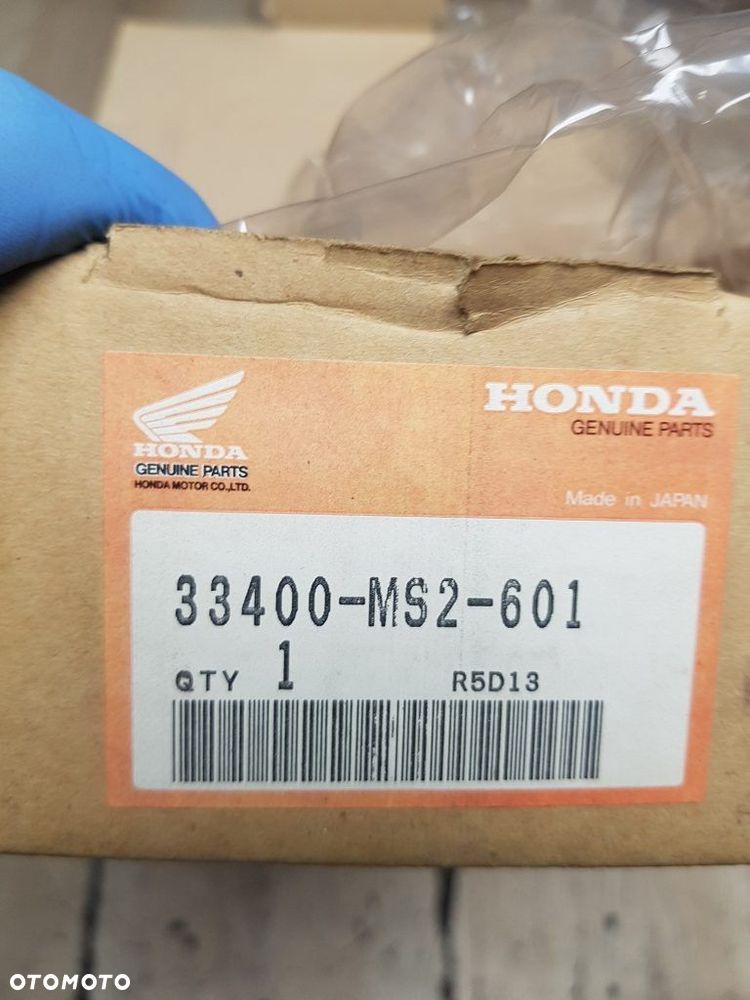 HONDA
GENUINE PARTS
HONDA MOTOR CO.,LTD.
HONDA
GENUINE PARTS
Made in JAPAN
33400-MS2-601
QTY 1 R5D13
OTOMOTO